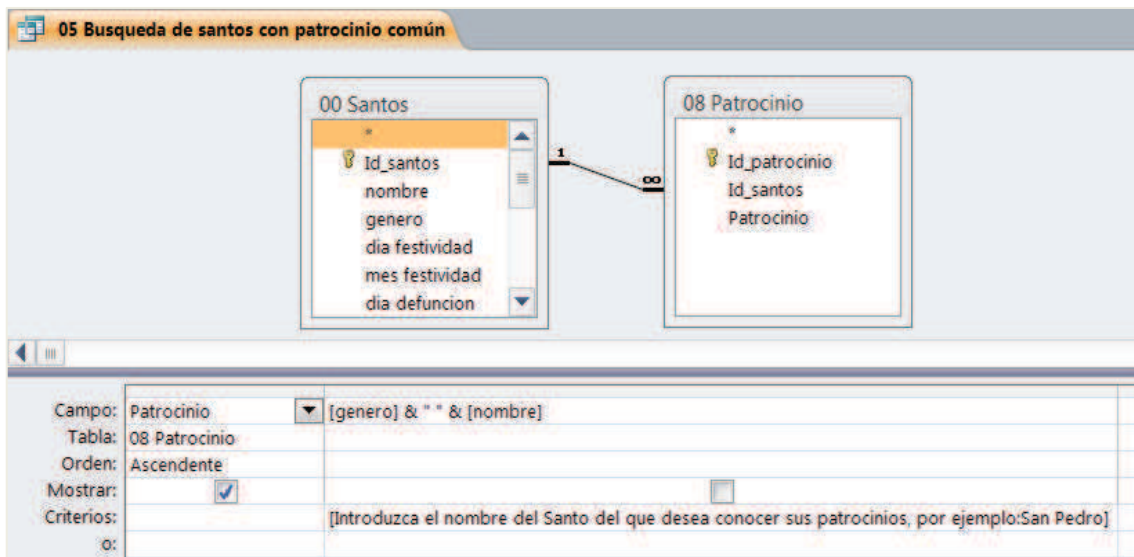 05 Busqueda de santos con patrocinio común
00 Santos
*
Id_santos
nombre
genero
dia festividad
mes festividad
dia defuncion
1
∞
08 Patrocinio
*
Id_patrocinio
Id_santos
Patrocinio
Campo: Patrocinio [genero] & " " & [nombre]
Tabla: 08 Patrocinio
Orden: Ascendente
Mostrar:
Criterios: [Introduzca el nombre del Santo del que desea conocer sus patrocinios, por ejemplo:San Pedro]
o: